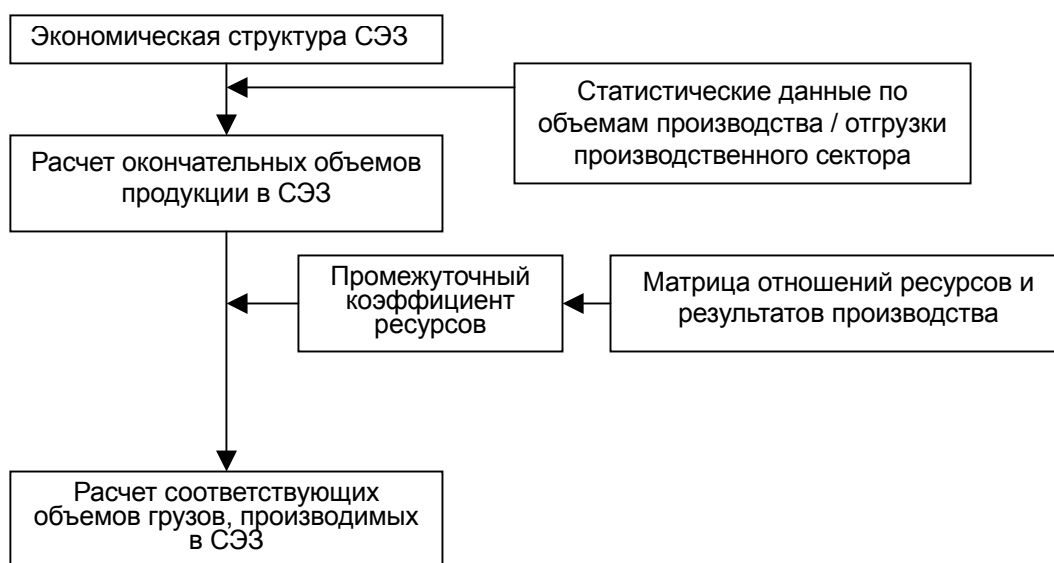 Экономическая структура СЭЗ
Статистические данные по
объемам производства / отгрузки
производственного сектора
Расчет окончательных объемов
продукции в СЭЗ
Промежуточный
коэффициент
ресурсов
Матрица отношений ресурсов и
результатов производства
Расчет соответствующих
объемов грузов, производимых
в СЭЗ